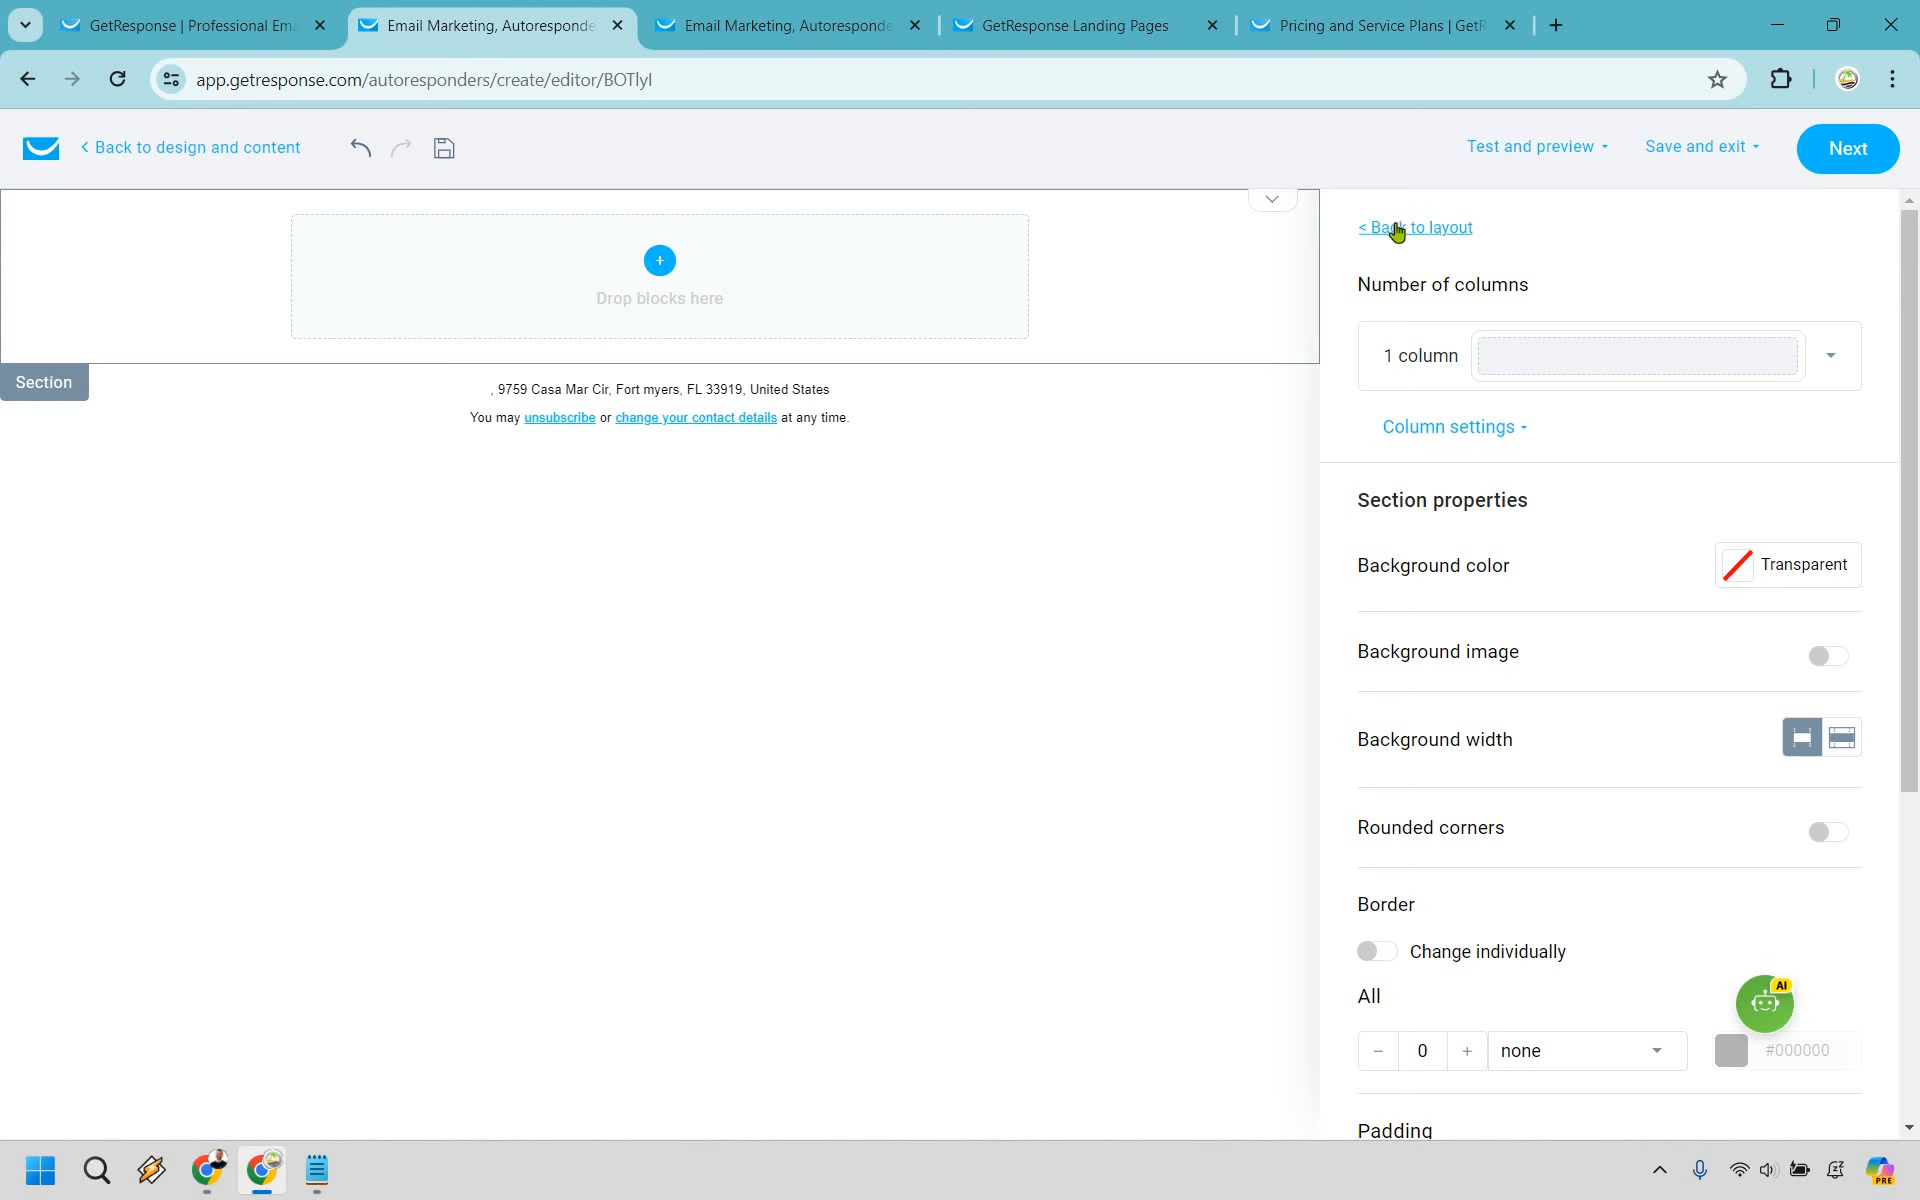 GetResponse | Professional Ema
Email Marketing, Autoresponde
Email Marketing, Autoresponde
GetResponse Landing Pages
Pricing and Service Plans | GetR
app.getresponse.com/autoresponders/create/editor/BOTlyI
< Back to design and content
Test and preview
Save and exit
Next
< Back to layout
Number of columns
+
Drop blocks here
1 column
Section
, 9759 Casa Mar Cir, Fort myers, FL 33919, United States
You may unsubscribe or change your contact details at any time.
Column settings
Section properties
Background color
Transparent
Background image
Background width
Rounded corners
Border
Change individually
AI
All
− 0 + none
#000000
Padding
PRE